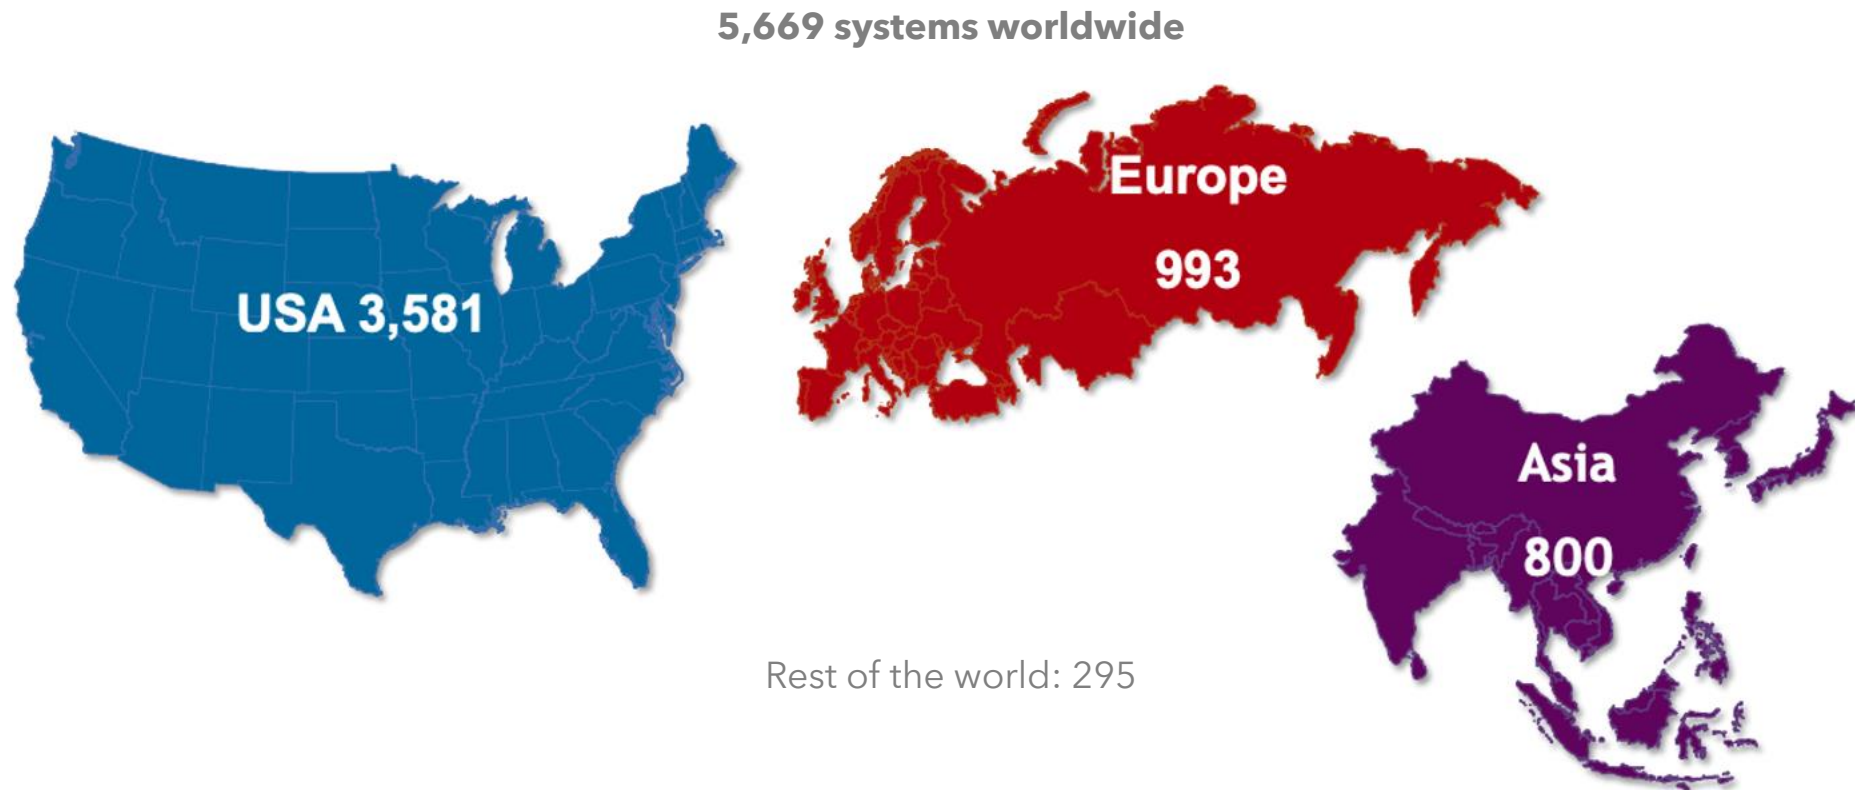 5,669 systems worldwide
USA 3,581
Europe
993
Asia
800
Rest of the world: 295